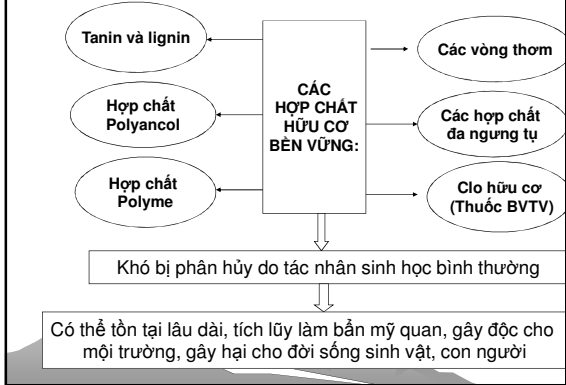 Tanin và lignin
Hợp chất
Polyancol
Hợp chất
Polyme
CÁC
HỢP CHẤT
HỮU CƠ
BỀN VỮNG:
Các vòng thơm
Các hợp chất
đa ngưng tụ
Clo hữu cơ
(Thuốc BVTV)
Khó bị phân hủy do tác nhân sinh học bình thường
Có thể tồn tại lâu dài, tích lũy làm bẩn mỹ quan, gây độc cho
mội trường, gây hại cho đời sống sinh vật, con người